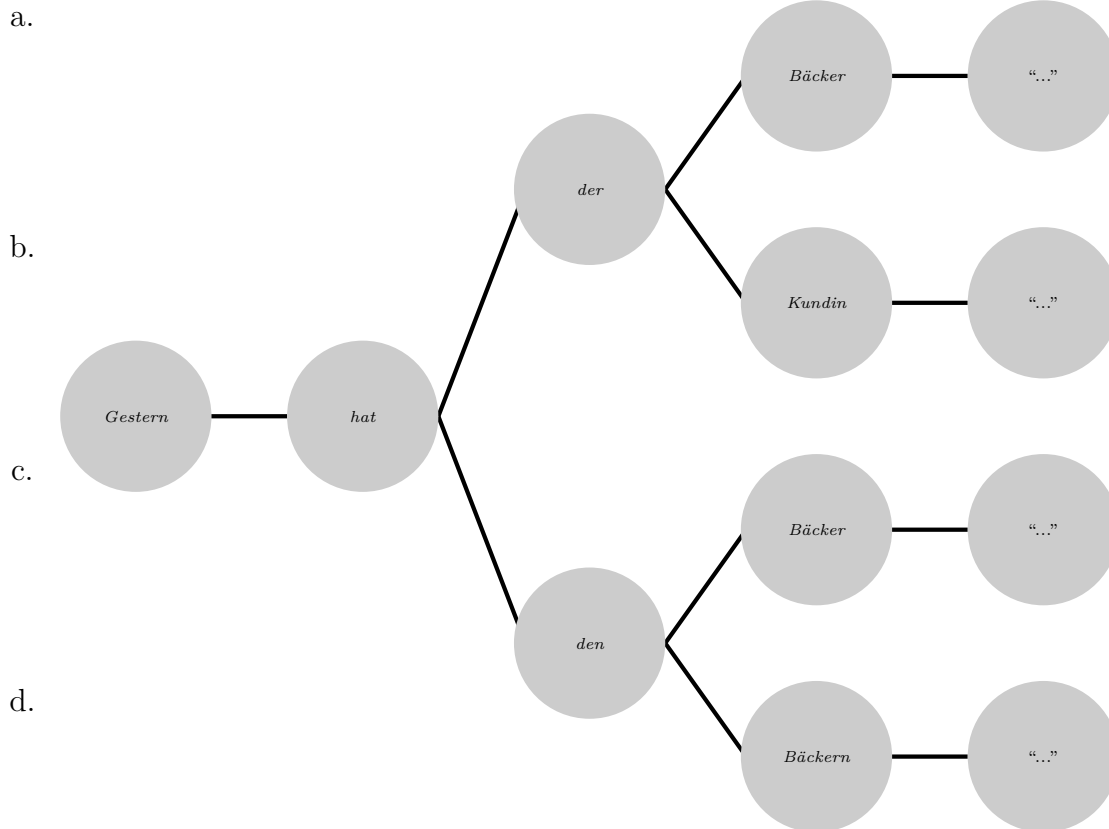 a.
Bäcker “...”
der
b.
Kundin “...”
Gestern hat
c.
Bäcker “...”
den
d.
Bäckern “...”